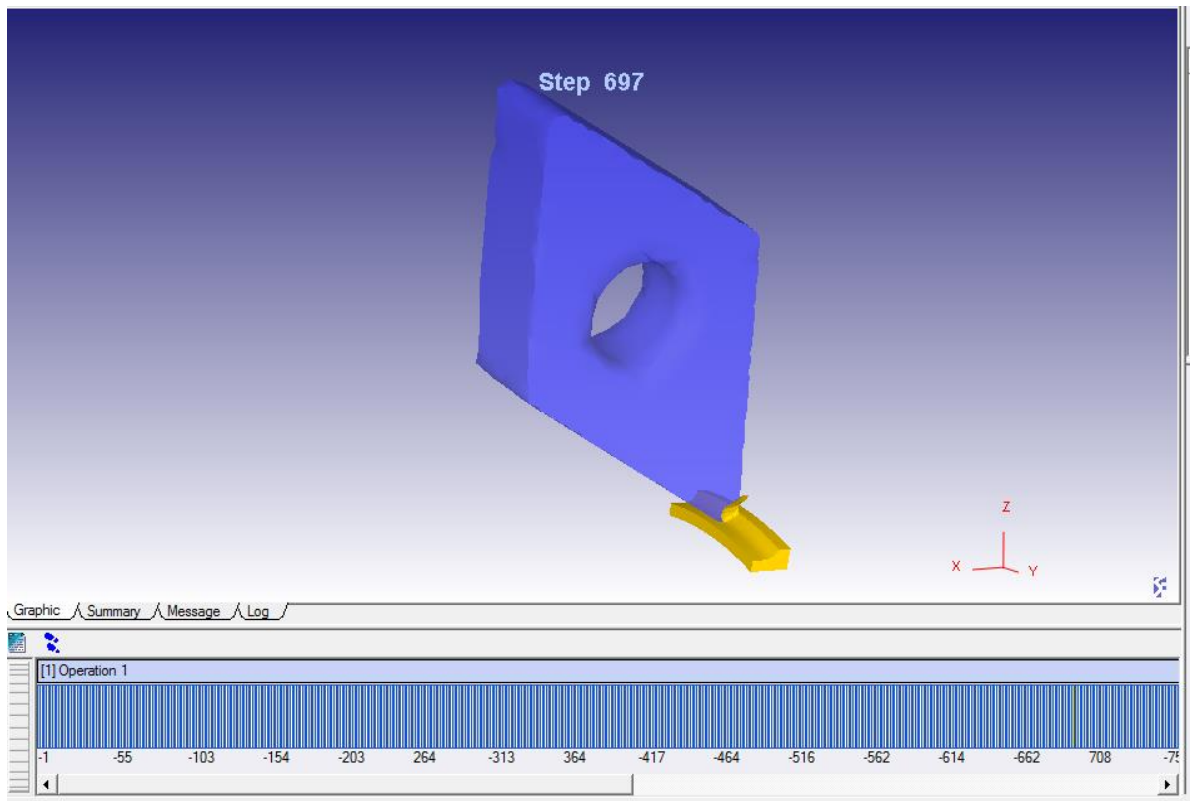 Step 697
Z
X Y
Graphic Summary Message Log
[1] Operation 1
-1 -55 -103 -154 -203 264 -313 364 -417 -464 -516 -562 -614 -662 708 -75